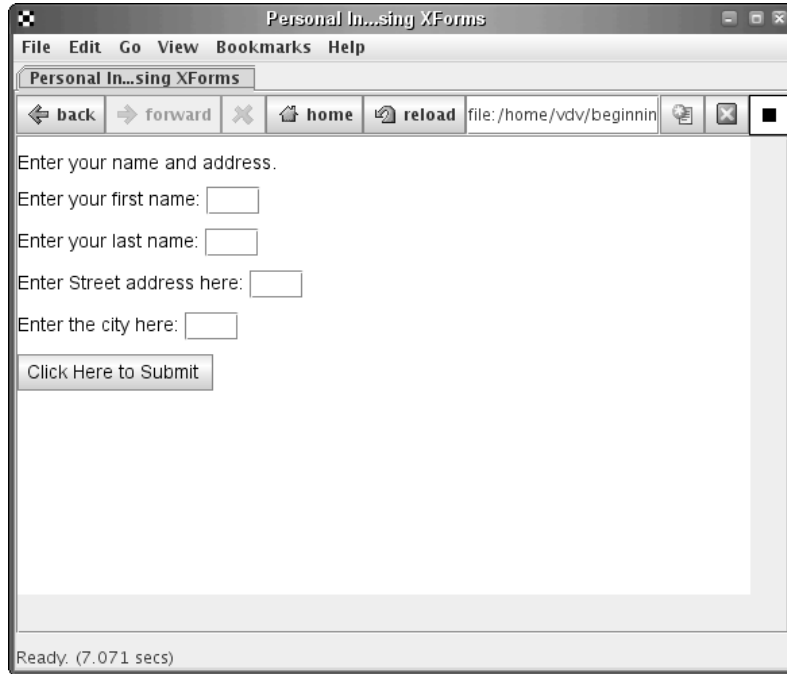 Personal In...sing XForms
File Edit Go View Bookmarks Help
Personal In...sing XForms
back forward home reload file:/home/vdv/beginnin
Enter your name and address.
Enter your first name:
Enter your last name:
Enter Street address here:
Enter the city here:
Click Here to Submit
Ready. (7.071 secs)